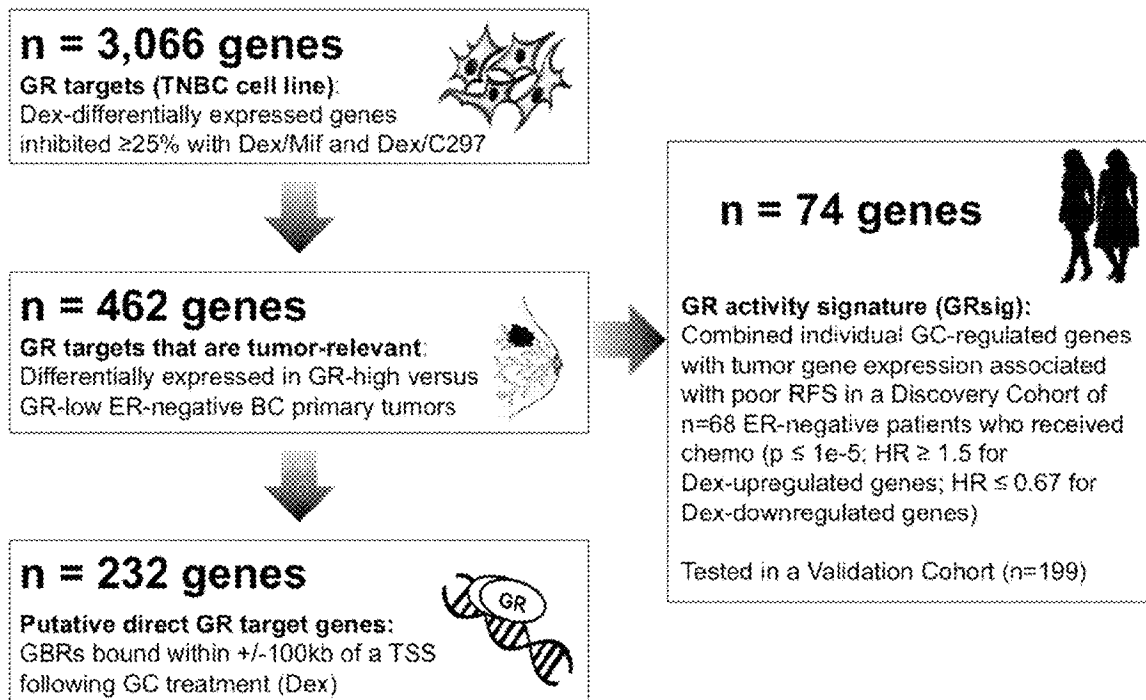 n = 3,066 genes
GR targets (TNBC cell line):
Dex-differentially expressed genes
inhibited ≥25% with Dex/Mif and Dex/C297
n = 462 genes
GR targets that are tumor-relevant:
Differentially expressed in GR-high versus
GR-low ER-negative BC primary tumors
n = 232 genes
Putative direct GR target genes:
GBRs bound within +/-100kb of a TSS
following GC treatment (Dex)
GR
n = 74 genes
GR activity signature (GRsig):
Combined individual GC-regulated genes
with tumor gene expression associated
with poor RFS in a Discovery Cohort of
n=68 ER-negative patients who received
chemo (p ≤ 1e-5; HR ≥ 1.5 for
Dex-upregulated genes; HR ≤ 0.67 for
Dex-downregulated genes)
Tested in a Validation Cohort (n=199)